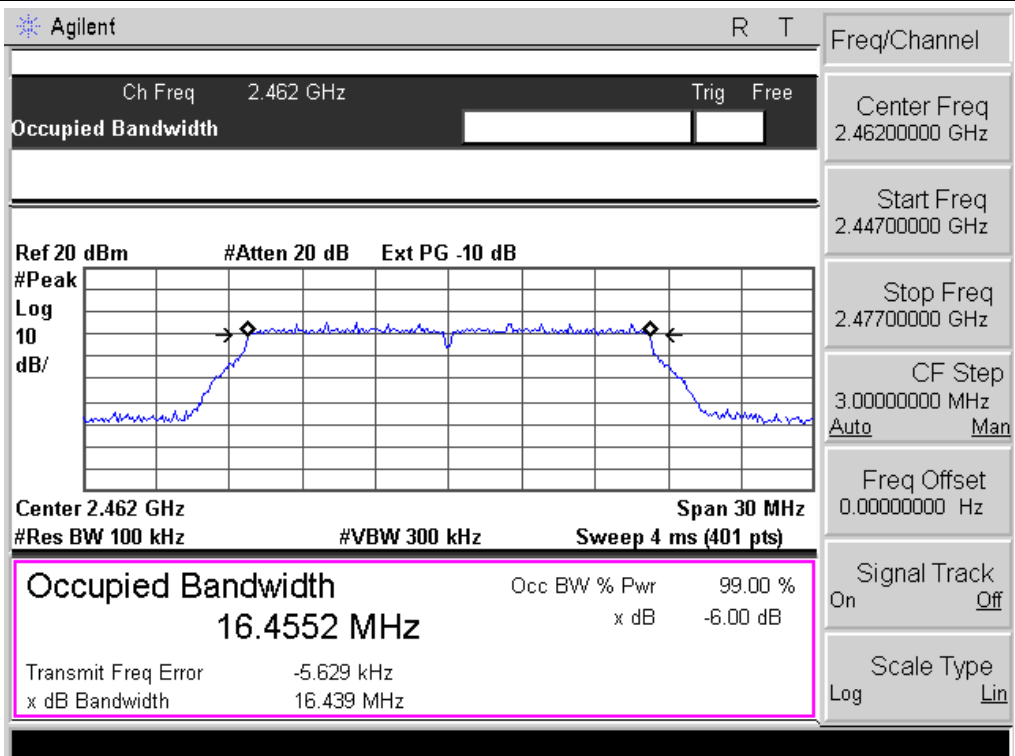 Agilent R T
Ch Freq 2.462 GHz Trig Free
Occupied Bandwidth
Ref 20 dBm #Atten 20 dB Ext PG -10 dB
#Peak
Log
10
dB/
Center 2.462 GHz Span 30 MHz
#Res BW 100 kHz #VBW 300 kHz Sweep 4 ms (401 pts)
Occupied Bandwidth Occ BW % Pwr 99.00 %
16.4552 MHz x dB -6.00 dB
Transmit Freq Error -5.629 kHz
x dB Bandwidth 16.439 MHz
Freq/Channel
Center Freq
2.46200000 GHz
Start Freq
2.44700000 GHz
Stop Freq
2.47700000 GHz
CF Step
3.00000000 MHz
Auto Man
Freq Offset
0.00000000 Hz
Signal Track
On Off
Scale Type
Log Lin